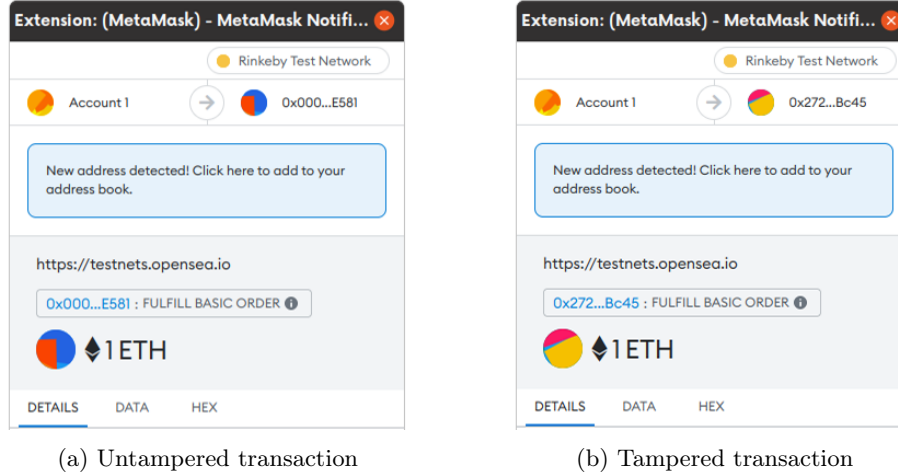 Extension: (MetaMask) - MetaMask Notifi...
Rinkeby Test Network
Account 1
0x000...E581
New address detected! Click here to add to your
address book.
https://testnets.opensea.io
0x000...E581 : FULFILL BASIC ORDER
1 ETH
DETAILS DATA HEX
(a) Untampered transaction
Extension: (MetaMask) - MetaMask Notifi...
Rinkeby Test Network
Account 1
0x272...Bc45
New address detected! Click here to add to your
address book.
https://testnets.opensea.io
0x272...Bc45 : FULFILL BASIC ORDER
1 ETH
DETAILS DATA HEX
(b) Tampered transaction